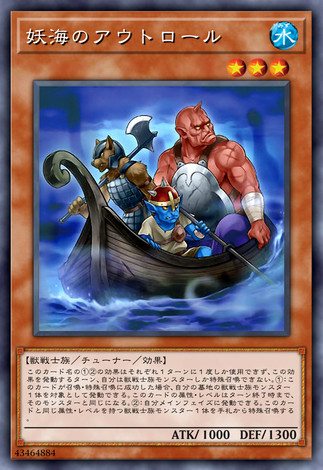 妖海のアウトロール
水
【獣戦士族／チューナー／効果】
このカード名の①②の効果はそれぞれ１ターンに１度しか使用できず、この効
果を発動するターン、自分は獣戦士族モンスターしか特殊召喚できない。①：こ
のカードが召喚・特殊召喚に成功した場合、自分の墓地の獣戦士族モンスター
１体を対象として発動できる。このカードの属性・レベルはターン終了時まで、
そのモンスターと同じになる。②：自分メインフェイズに発動できる。このカー
ドと同じ属性・レベルを持つ獣戦士族モンスター１体を手札から特殊召喚する
ATK/1000 DEF/1300
43464884